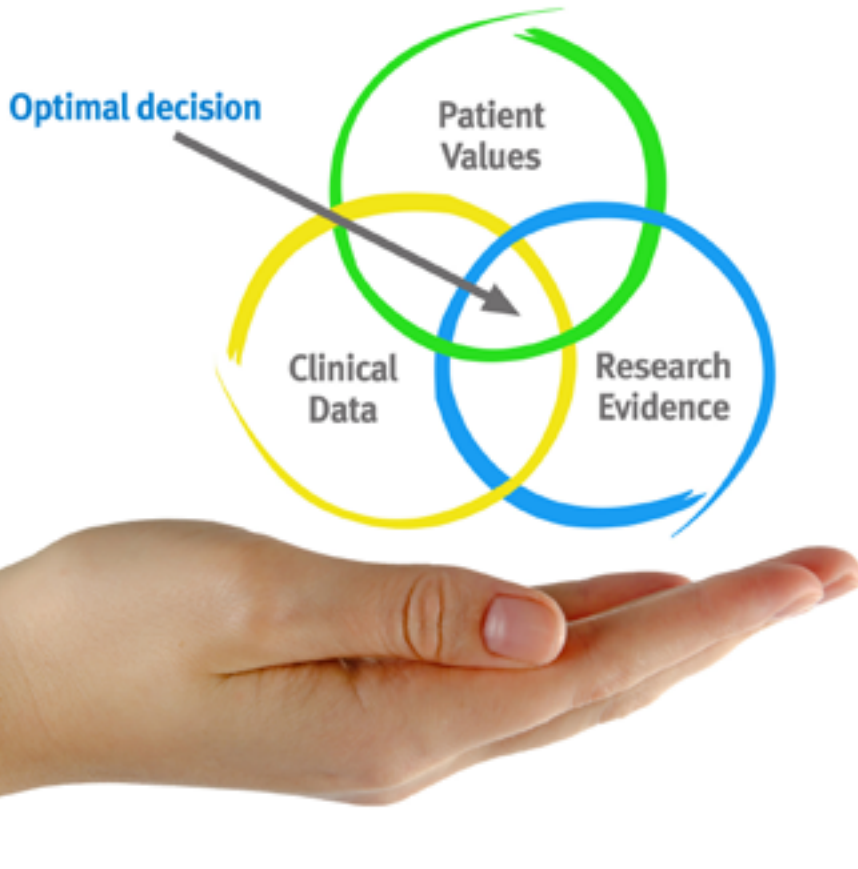 Optimal decision
Patient
Values
Clinical
Data
Research
Evidence